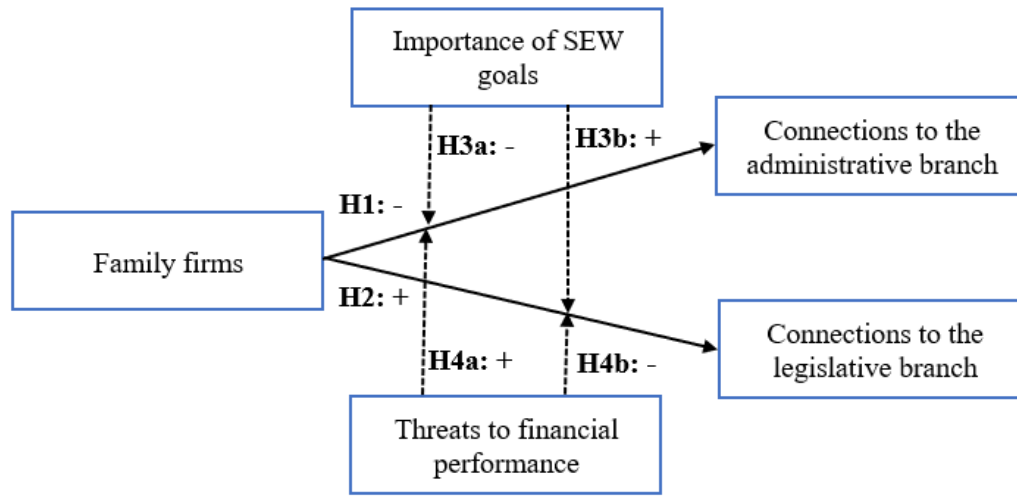 Importance of SEW
goals
H3a: -
H3b: +
Connections to the
administrative branch
H1: -
Family firms
H2: +
H4a: +
H4b: -
Connections to the
legislative branch
Threats to financial
performance